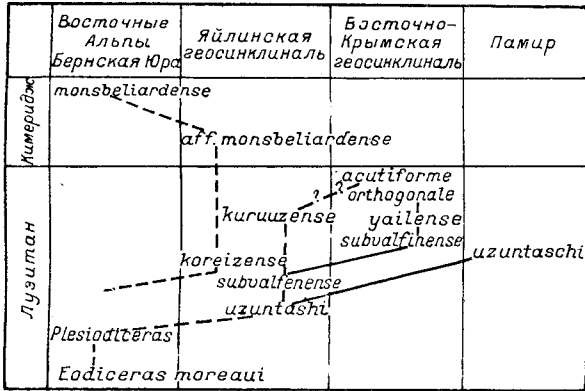 Восточные Альпы Бернская Юра
Яйлинская геосинклиналь
Восточно-Крымская геосинклиналь
Памир
Кимеридж
monsbeliardense
aff. monsbeliardense
Лузитан
acutiforme
? ?
orthogonale
kuruuzense
yailense
subvalfinense
koreizense
uzuntaschi
subvalfenense
uzuntashi
Plesiodiceras
Eodiceras moreaui